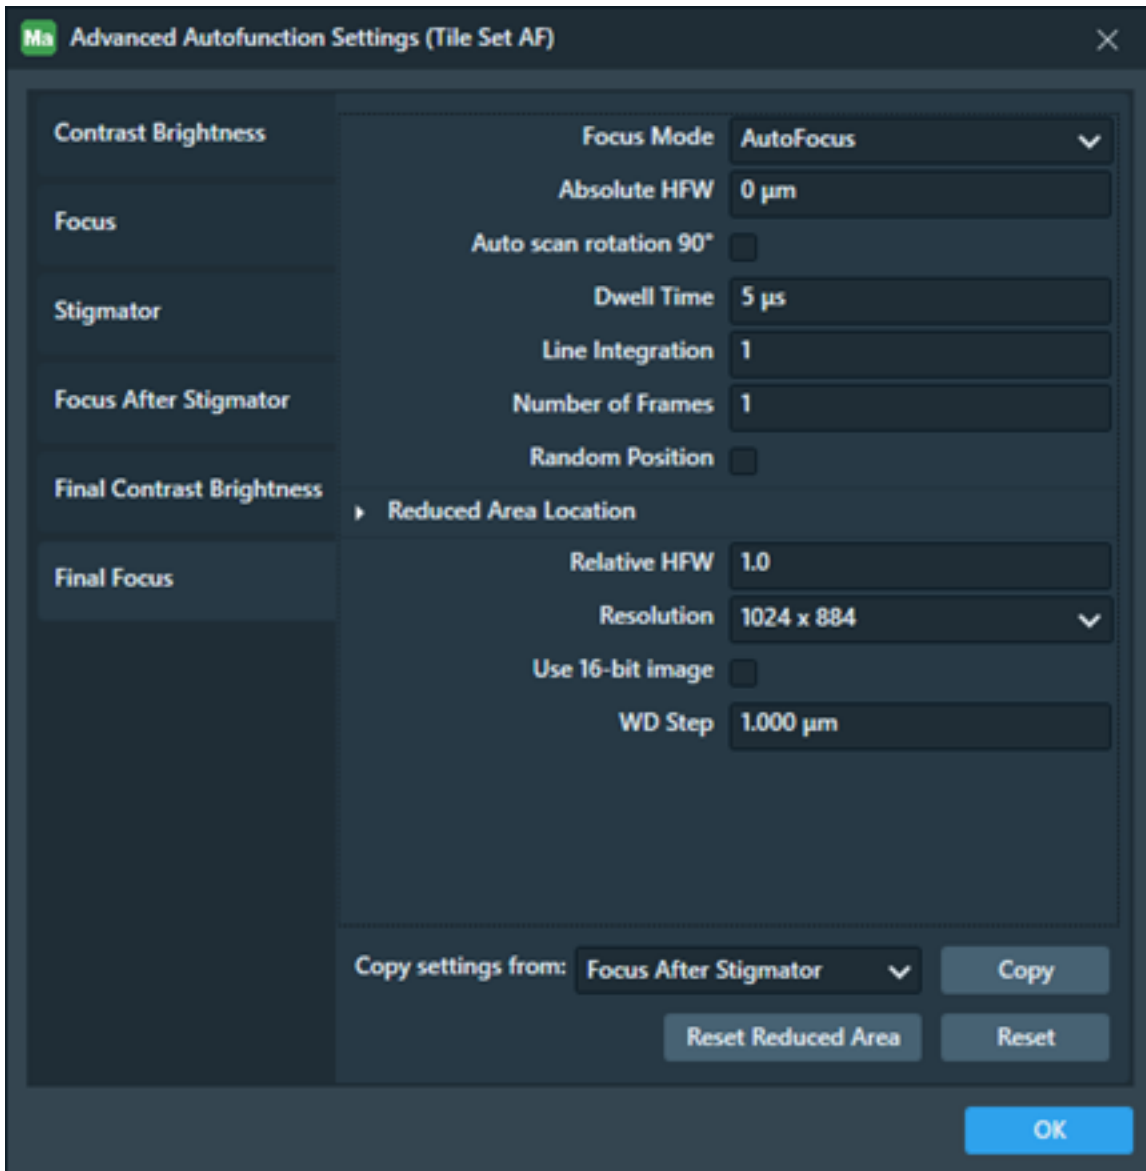 Ma Advanced Autofunction Settings (Tile Set AF)
Contrast Brightness
Focus
Stigmator
Focus After Stigmator
Final Contrast Brightness
Final Focus
Focus Mode AutoFocus
Absolute HFW 0 µm
Auto scan rotation 90°
Dwell Time 5 µs
Line Integration 1
Number of Frames 1
Random Position
Reduced Area Location
Relative HFW 1.0
Resolution 1024 x 884
Use 16-bit image
WD Step 1.000 µm
Copy settings from: Focus After Stigmator Copy
Reset Reduced Area Reset
OK